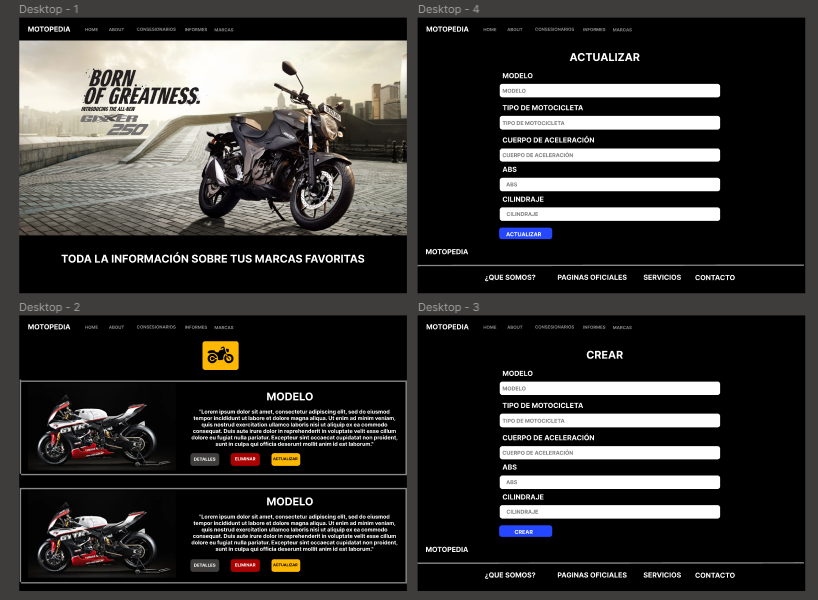 Desktop - 1
MOTOPEDIA HOME ABOUT CONSESIONARIOS INFORMES MARCAS
BORN
OF GREATNESS.
INTRODUCING THE ALL-NEW
GIXXER
250
TODA LA INFORMACIÓN SOBRE TUS MARCAS FAVORITAS
Desktop - 4
MOTOPEDIA HOME ABOUT CONSESIONARIOS INFORMES MARCAS
ACTUALIZAR
MODELO
MODELO
TIPO DE MOTOCICLETA
TIPO DE MOTOCICLETA
CUERPO DE ACELERACIÓN
CUERPO DE ACELERACIÓN
ABS
ABS
CILINDRAJE
CILINDRAJE
ACTUALIZAR
MOTOPEDIA
¿QUE SOMOS? PAGINAS OFICIALES SERVICIOS CONTACTO
Desktop - 2
MOTOPEDIA HOME ABOUT CONSESIONARIOS INFORMES MARCAS
MODELO
"Lorem ipsum dolor sit amet, consectetur adipiscing elit, sed do eiusmod
tempor incididunt ut labore et dolore magna aliqua. Ut enim ad minim veniam,
quis nostrud exercitation ullamco laboris nisi ut aliquip ex ea commodo
consequat. Duis aute irure dolor in reprehenderit in voluptate velit esse cillum
dolore eu fugiat nulla pariatur. Excepteur sint occaecat cupidatat non proident,
sunt in culpa qui officia deserunt mollit anim id est laborum."
DETALLES ELIMINAR ACTUALIZAR
GYTR
MODELO
"Lorem ipsum dolor sit amet, consectetur adipiscing elit, sed do eiusmod
tempor incididunt ut labore et dolore magna aliqua. Ut enim ad minim veniam,
quis nostrud exercitation ullamco laboris nisi ut aliquip ex ea commodo
consequat. Duis aute irure dolor in reprehenderit in voluptate velit esse cillum
dolore eu fugiat nulla pariatur. Excepteur sint occaecat cupidatat non proident,
sunt in culpa qui officia deserunt mollit anim id est laborum."
DETALLES ELIMINAR ACTUALIZAR
GYTR
Desktop - 3
MOTOPEDIA HOME ABOUT CONSESIONARIOS INFORMES MARCAS
CREAR
MODELO
MODELO
TIPO DE MOTOCICLETA
TIPO DE MOTOCICLETA
CUERPO DE ACELERACIÓN
CUERPO DE ACELERACIÓN
ABS
ABS
CILINDRAJE
CILINDRAJE
CREAR
MOTOPEDIA
¿QUE SOMOS? PAGINAS OFICIALES SERVICIOS CONTACTO